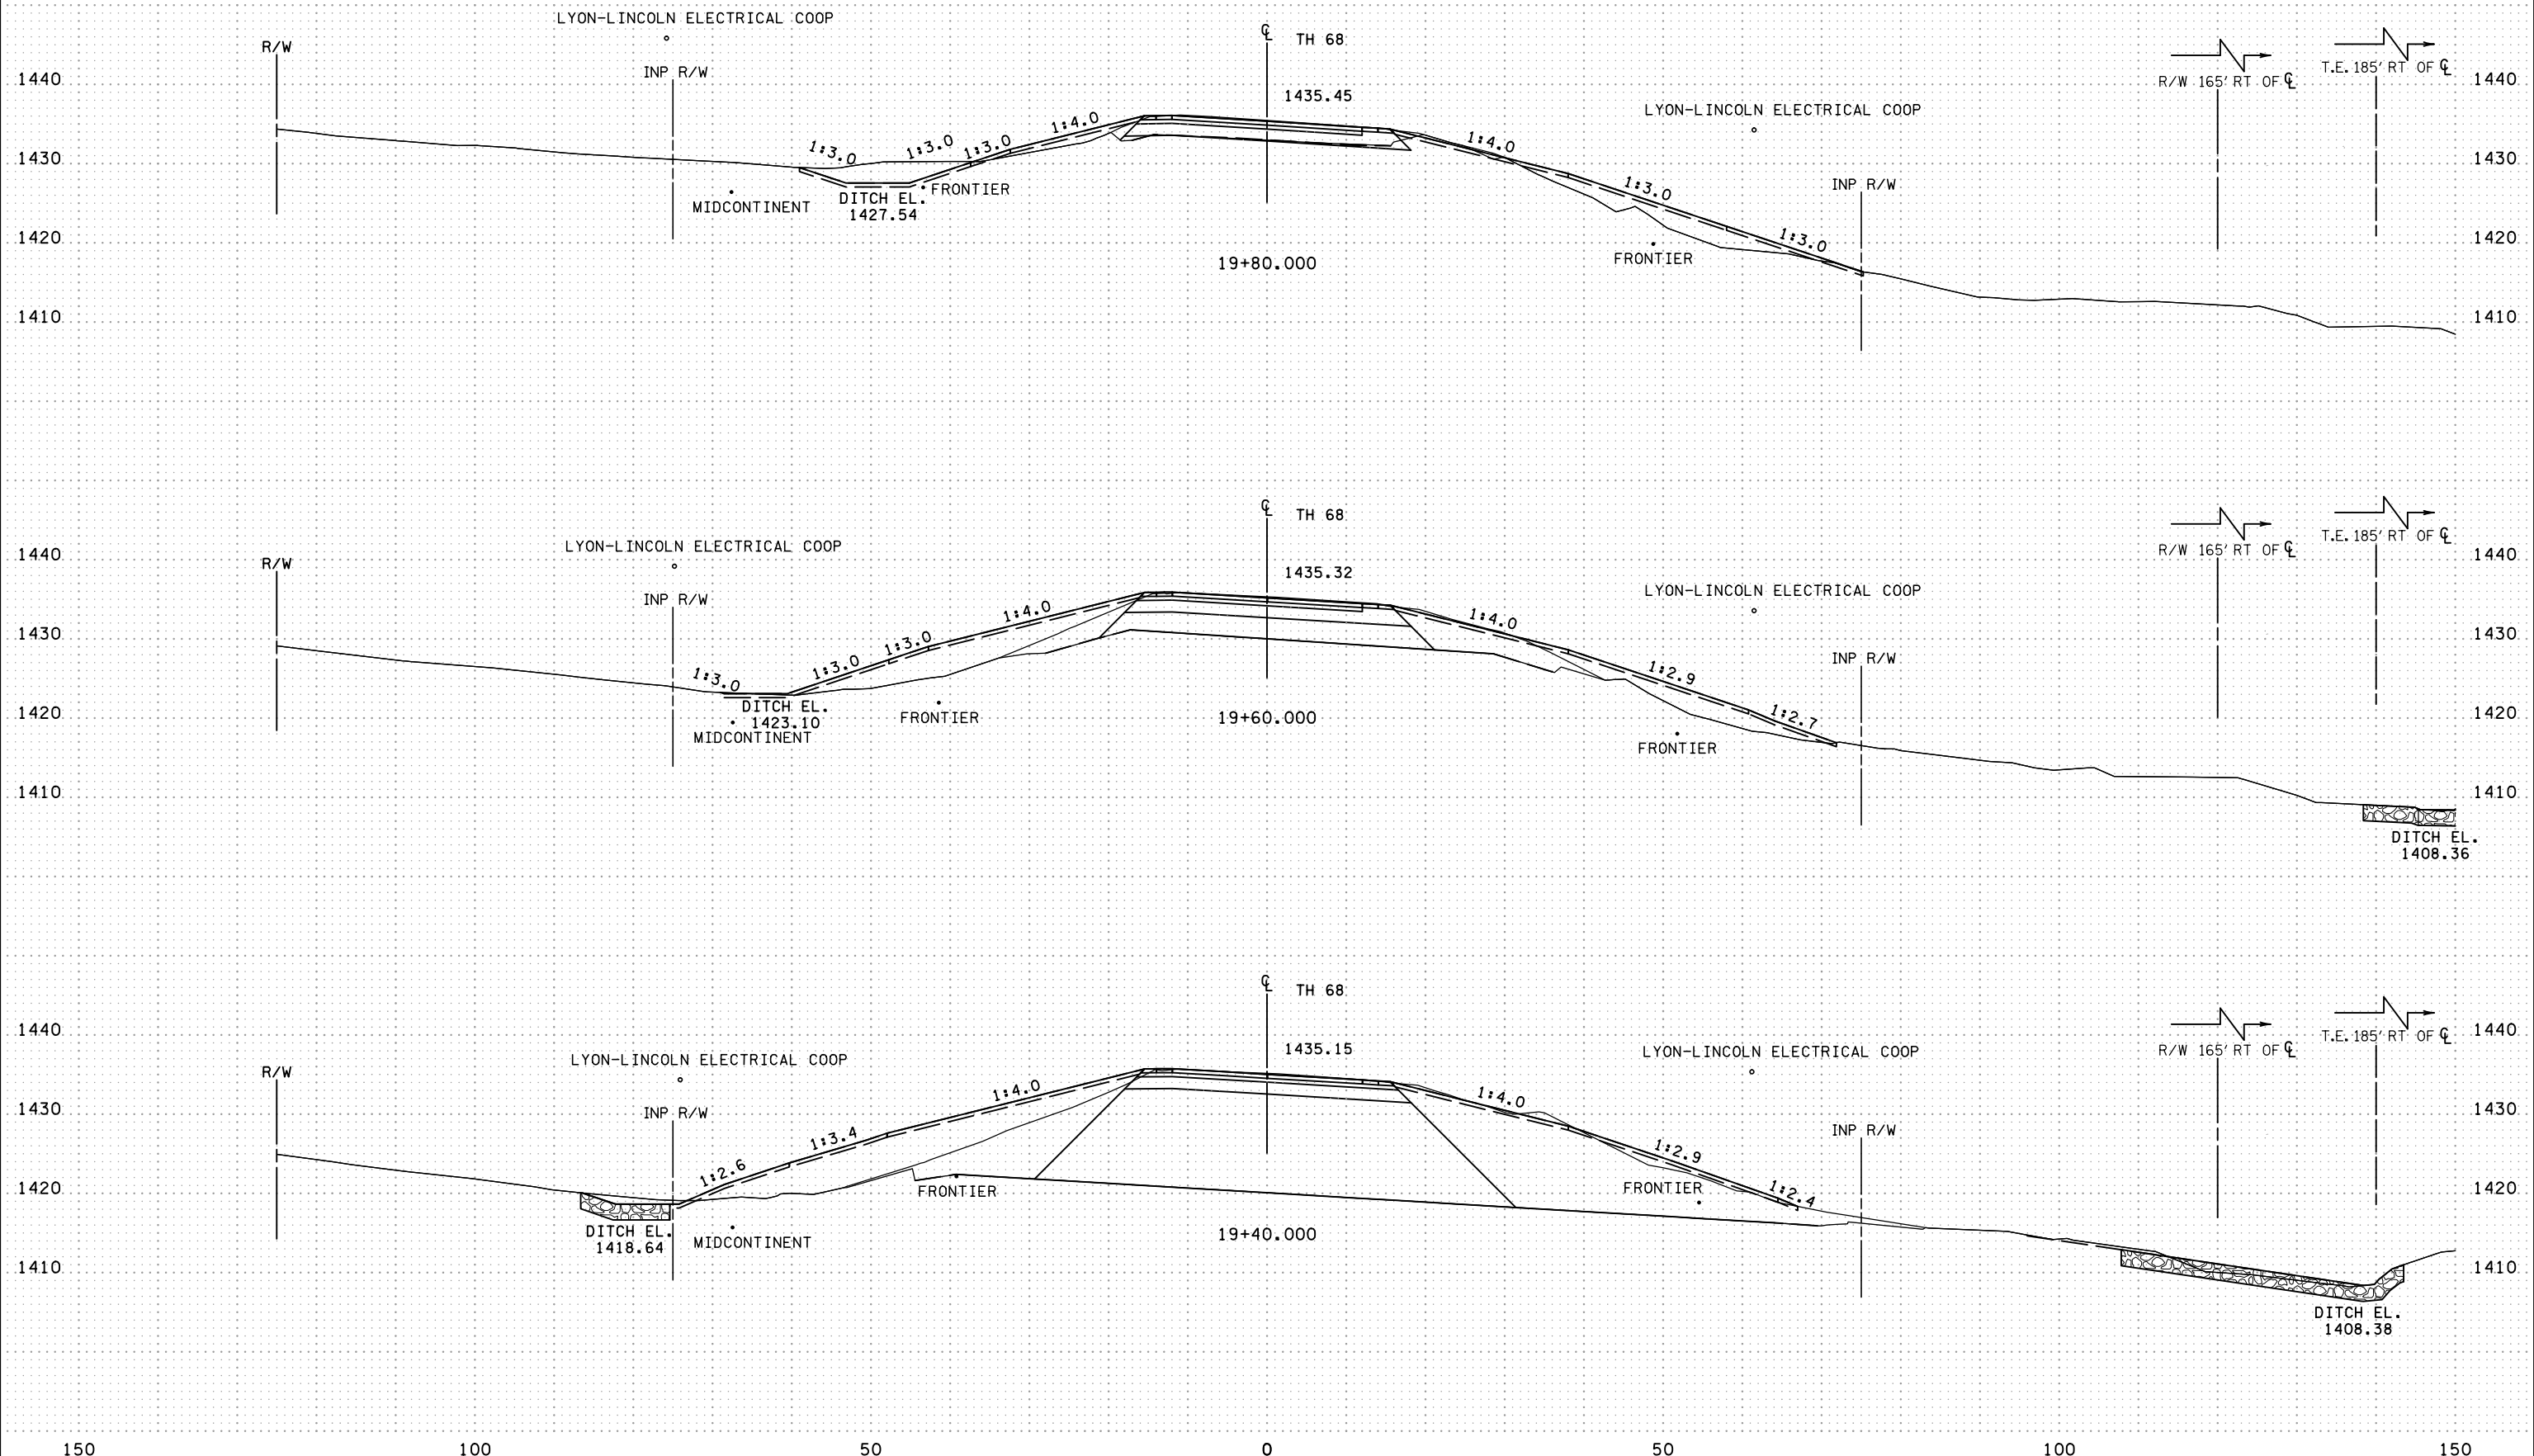 LYON-LINCOLN ELECTRICAL COOP
R/W
INP R/W
℄ TH 68
1435.45
LYON-LINCOLN ELECTRICAL COOP
INP R/W
R/W 165' RT OF ℄
T.E. 185' RT OF ℄
1440 1440
1430 1430
1420 1420
1410 1410
1:3.0 1:3.0 1:3.0 1:4.0 1:4.0 1:3.0 1:3.0
MIDCONTINENT
DITCH EL.
1427.54
FRONTIER
FRONTIER
19+80.000
LYON-LINCOLN ELECTRICAL COOP
R/W
INP R/W
℄ TH 68
1435.32
LYON-LINCOLN ELECTRICAL COOP
INP R/W
R/W 165' RT OF ℄
T.E. 185' RT OF ℄
1440 1440
1430 1430
1420 1420
1410 1410
1:3.0 1:3.0 1:3.0 1:4.0 1:4.0 1:2.9 1:2.7
DITCH EL.
1423.10
MIDCONTINENT
FRONTIER
19+60.000
FRONTIER
DITCH EL.
1408.36
LYON-LINCOLN ELECTRICAL COOP
R/W
INP R/W
℄ TH 68
1435.15
LYON-LINCOLN ELECTRICAL COOP
INP R/W
R/W 165' RT OF ℄
T.E. 185' RT OF ℄
1440 1440
1430 1430
1420 1420
1410 1410
1:2.6 1:3.4 1:4.0 1:4.0 1:2.9 1:2.4
DITCH EL.
1418.64
MIDCONTINENT
FRONTIER
19+40.000
FRONTIER
DITCH EL.
1408.38
150 100 50 0 50 100 150